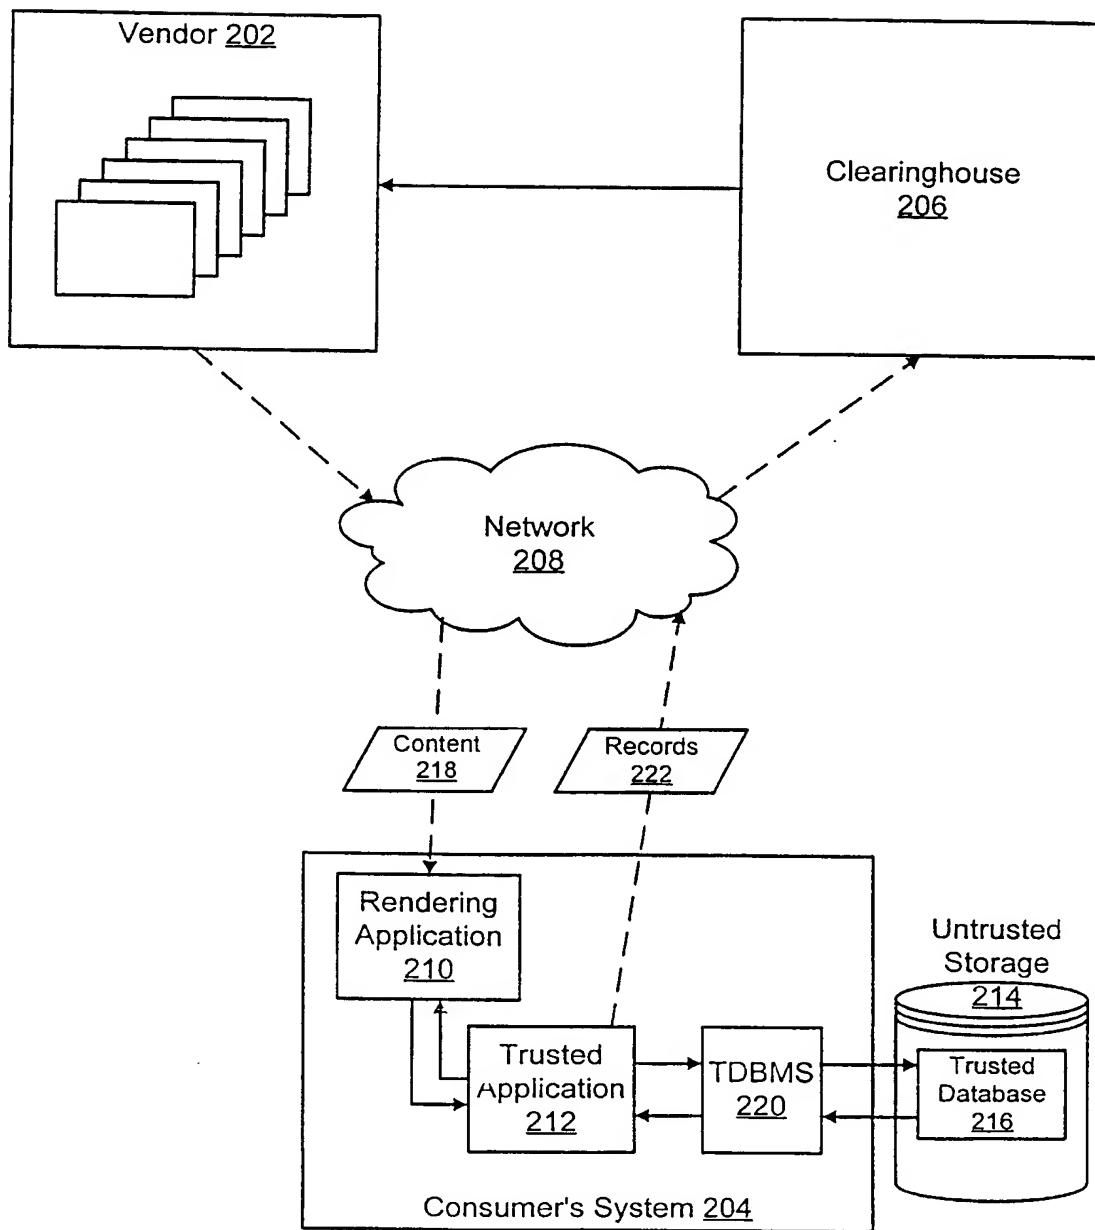 Vendor 202
Clearinghouse
206
Network
208
Content
218
Records
222
Rendering
Application
210
Untrusted
Storage
214
Trusted
Application
212
TDBMS
220
Trusted
Database
216
Consumer's System 204